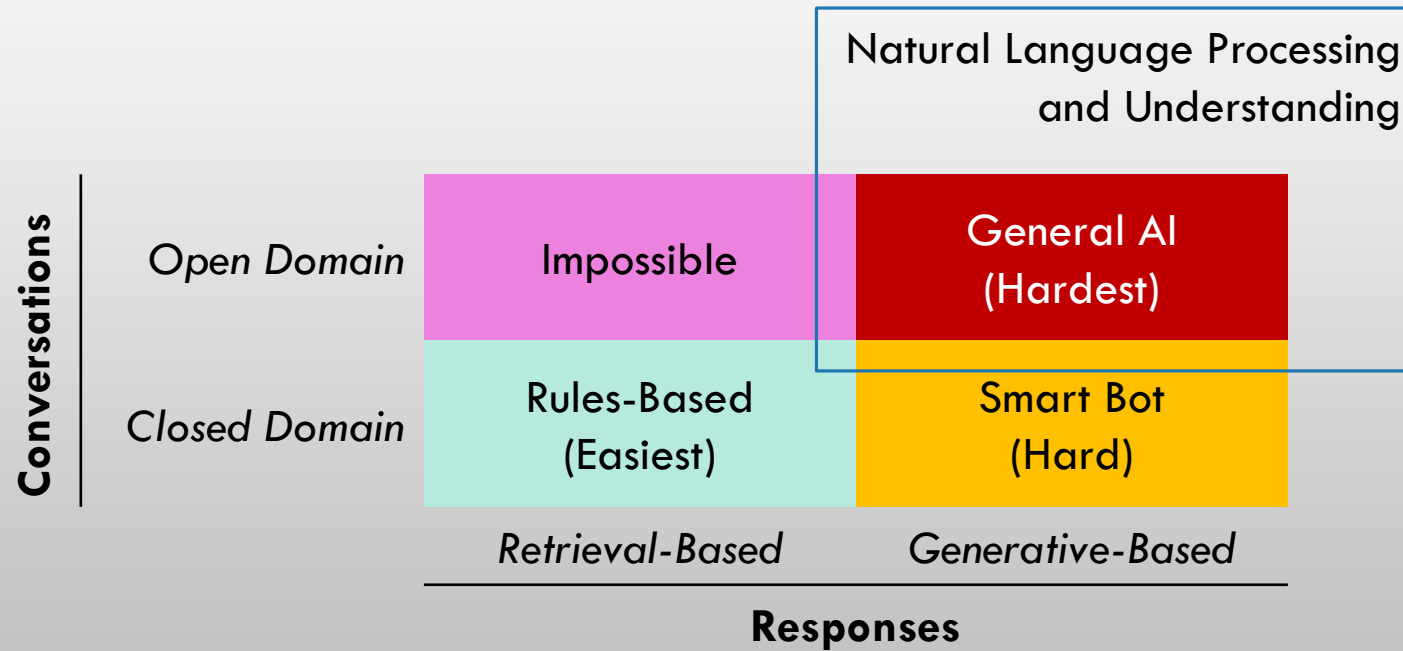 Natural Language Processing
and Understanding
Conversations
Open Domain
Impossible
General AI
(Hardest)
Closed Domain
Rules-Based
(Easiest)
Smart Bot
(Hard)
Retrieval-Based
Generative-Based
Responses